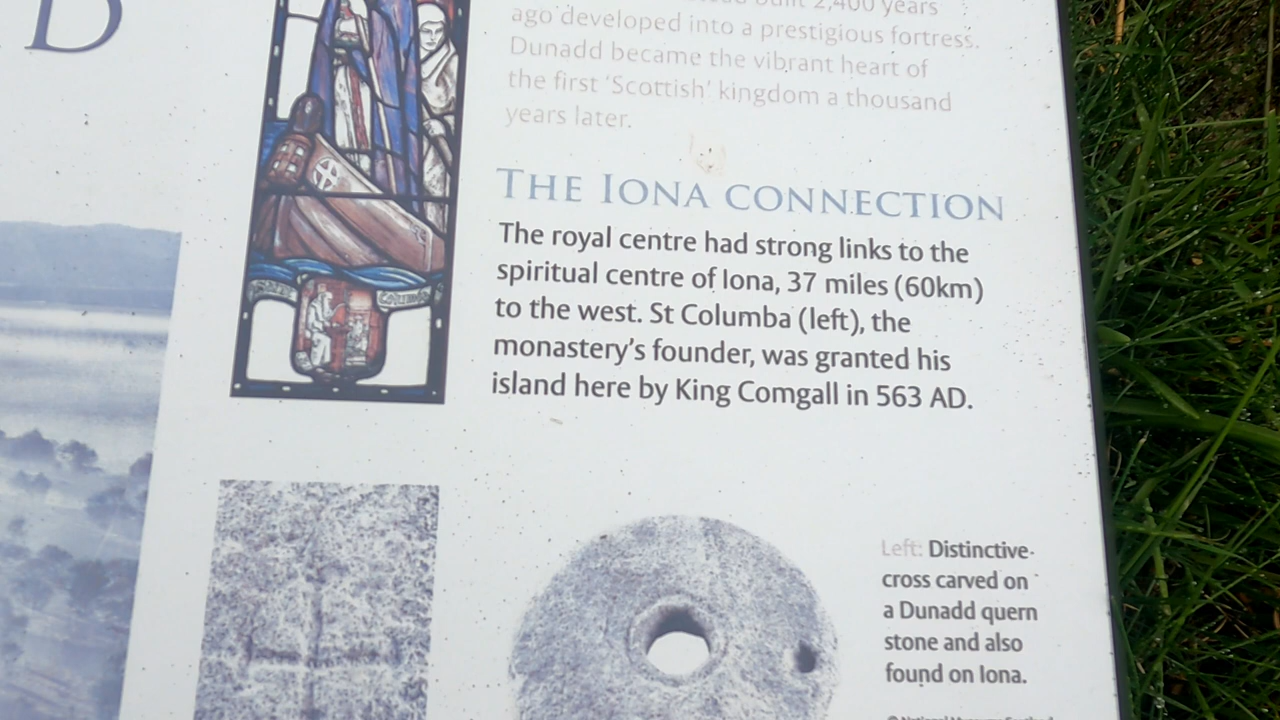 D
2,400 years
ago developed into a prestigious fortress.
Dunadd became the vibrant heart of
the first ‘Scottish’ kingdom a thousand
years later.
THE IONA CONNECTION
The royal centre had strong links to the
spiritual centre of Iona, 37 miles (60km)
to the west. St Columba (left), the
monastery’s founder, was granted his
island here by King Comgall in 563 AD.
Left: Distinctive
cross carved on
a Dunadd quern
stone and also
found on Iona.